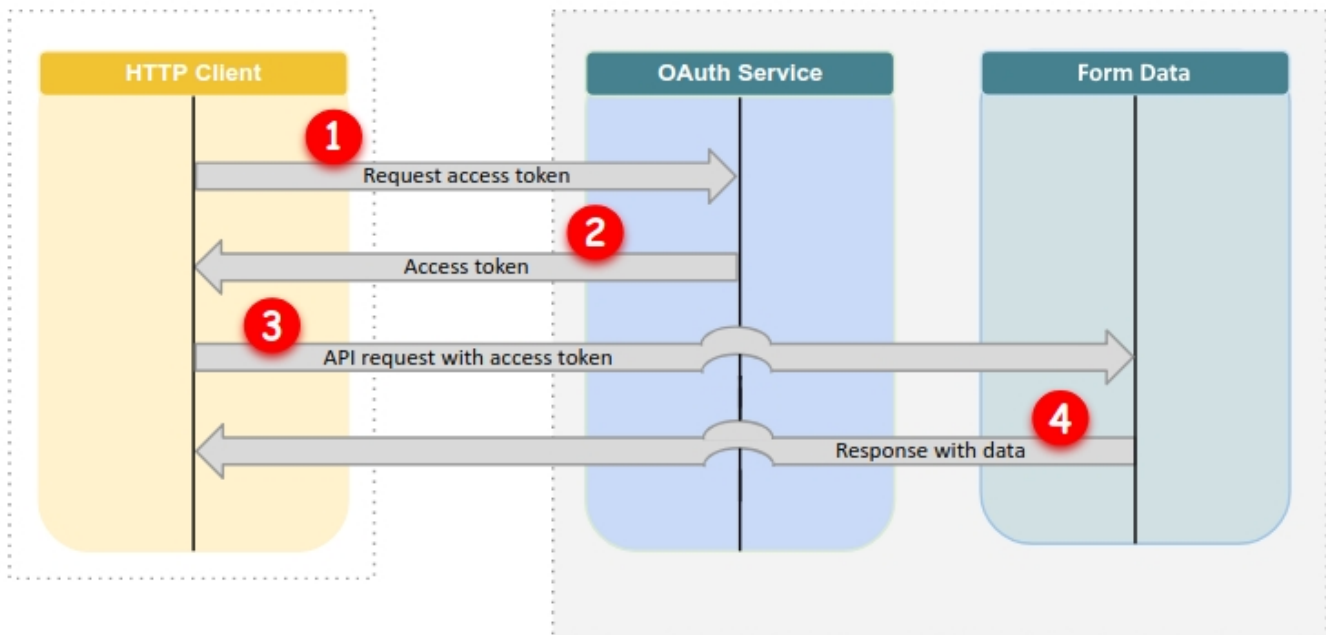 HTTP Client
OAuth Service
Form Data
1
Request access token
2
Access token
3
API request with access token
4
Response with data